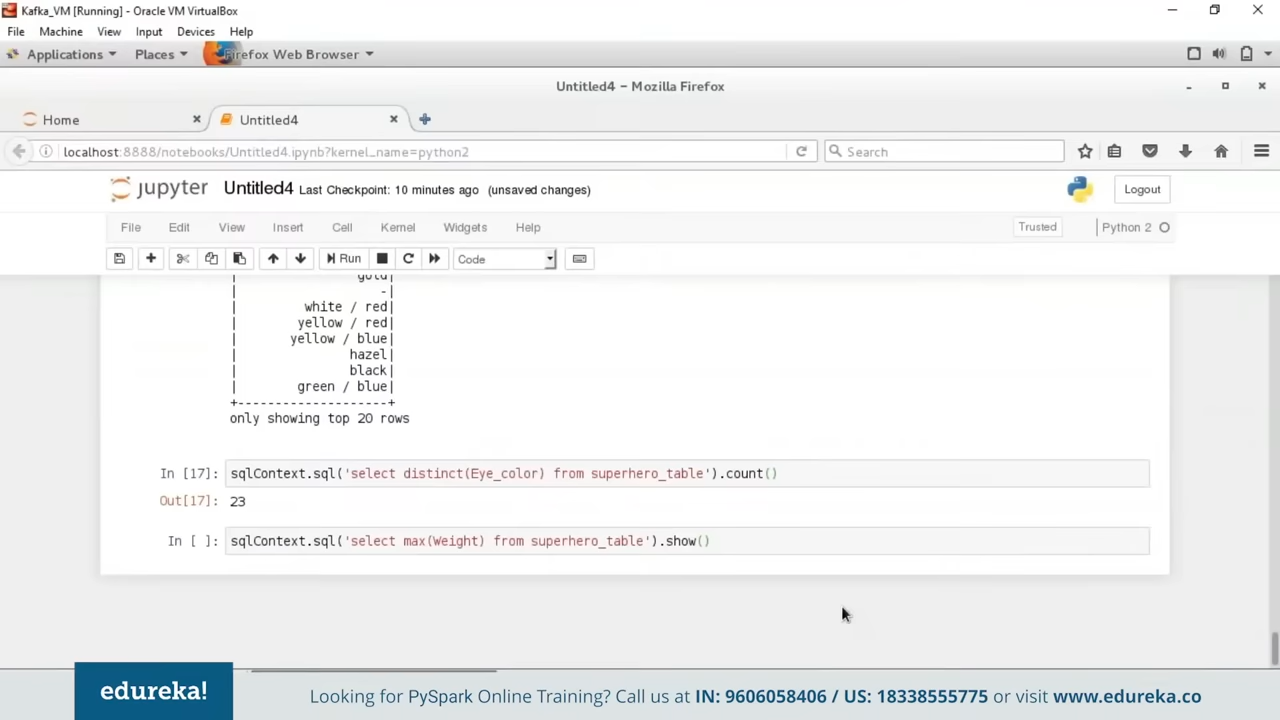 Kafka_VM [Running] - Oracle VM VirtualBox
File Machine View Input Devices Help
Applications Places Firefox Web Browser
Untitled4 – Mozilla Firefox
Home Untitled4
localhost:8888/notebooks/Untitled4.ipynb?kernel_name=python2 Search
jupyter Untitled4 Last Checkpoint: 10 minutes ago (unsaved changes) Logout
File Edit View Insert Cell Kernel Widgets Help Trusted Python 2
Run Code
| gold|
| -|
| white / red|
| yellow / red|
| yellow / blue|
| hazel|
| black|
| green / blue|
+-------------------+
only showing top 20 rows
In [17]: sqlContext.sql('select distinct(Eye_color) from superhero_table').count()
Out[17]: 23
In [ ]: sqlContext.sql('select max(Weight) from superhero_table').show()
edureka! Looking for PySpark Online Training? Call us at IN: 9606058406 / US: 18338555775 or visit www.edureka.co